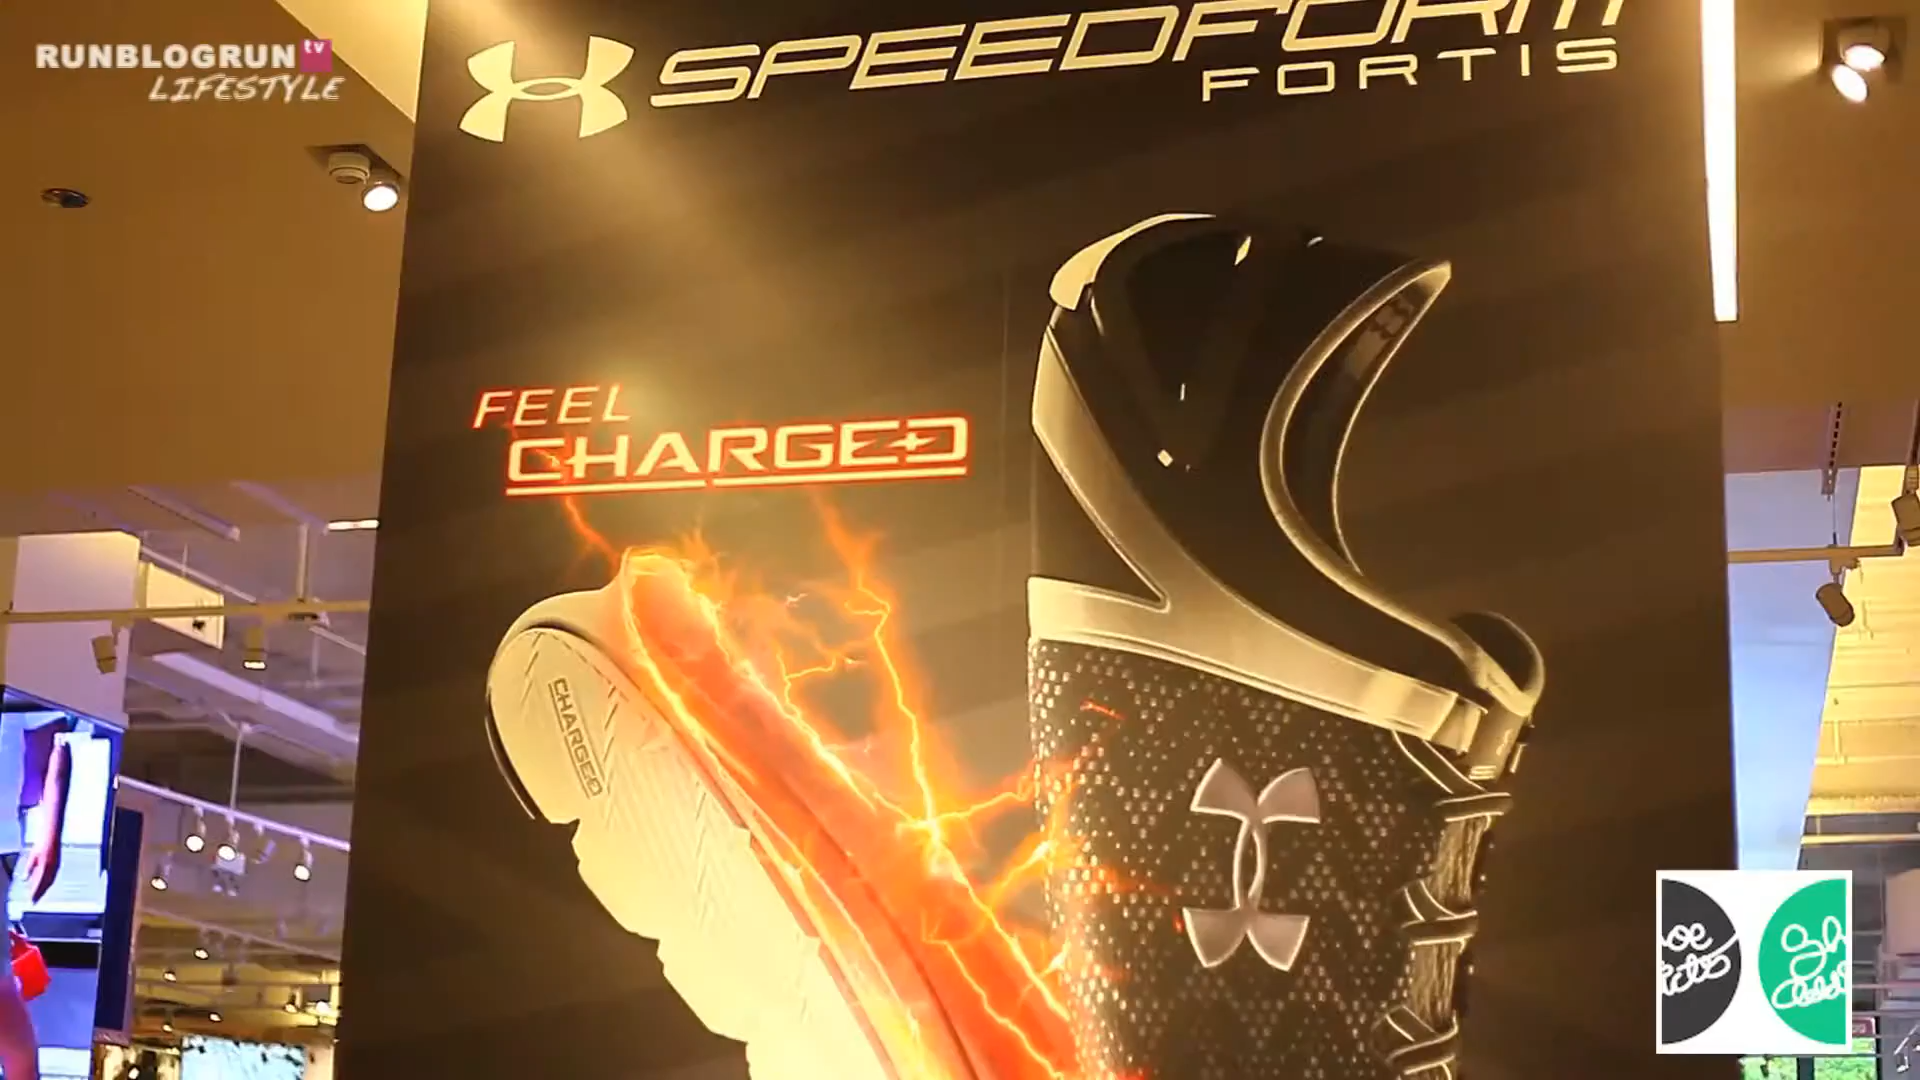 RUNBLOGRUN tv
LIFESTYLE
SPEEDFORM
FORTIS
FEEL
CHARGED
CHARGED